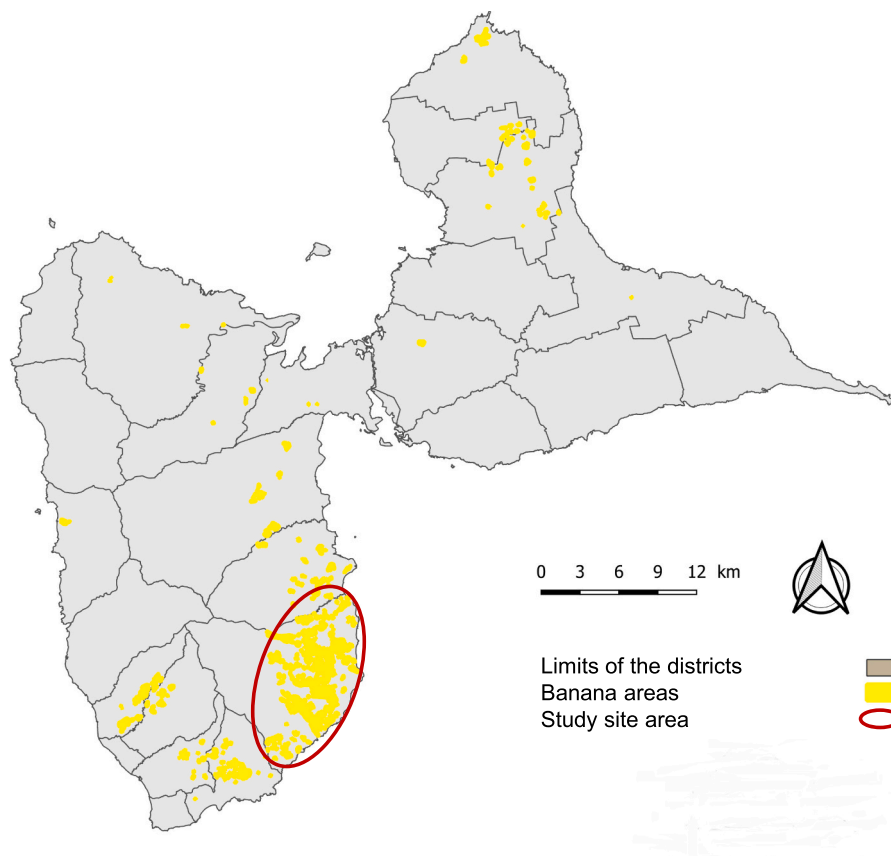 0 3 6 9 12 km
Limits of the districts
Banana areas
Study site area